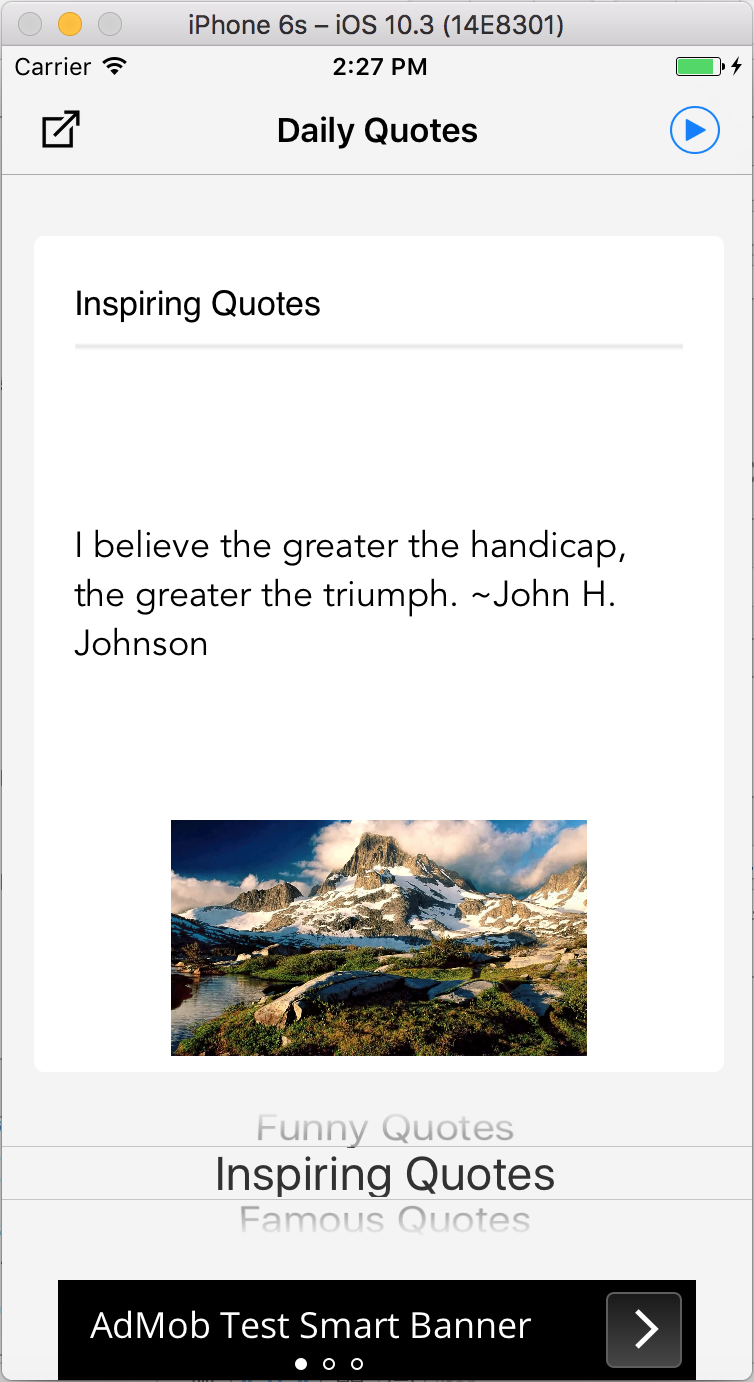 iPhone 6s – iOS 10.3 (14E8301)
Carrier 2:27 PM
Daily Quotes
Inspiring Quotes
I believe the greater the handicap,
the greater the triumph. ~John H.
Johnson
Funny Quotes
Inspiring Quotes
Famous Quotes
AdMob Test Smart Banner